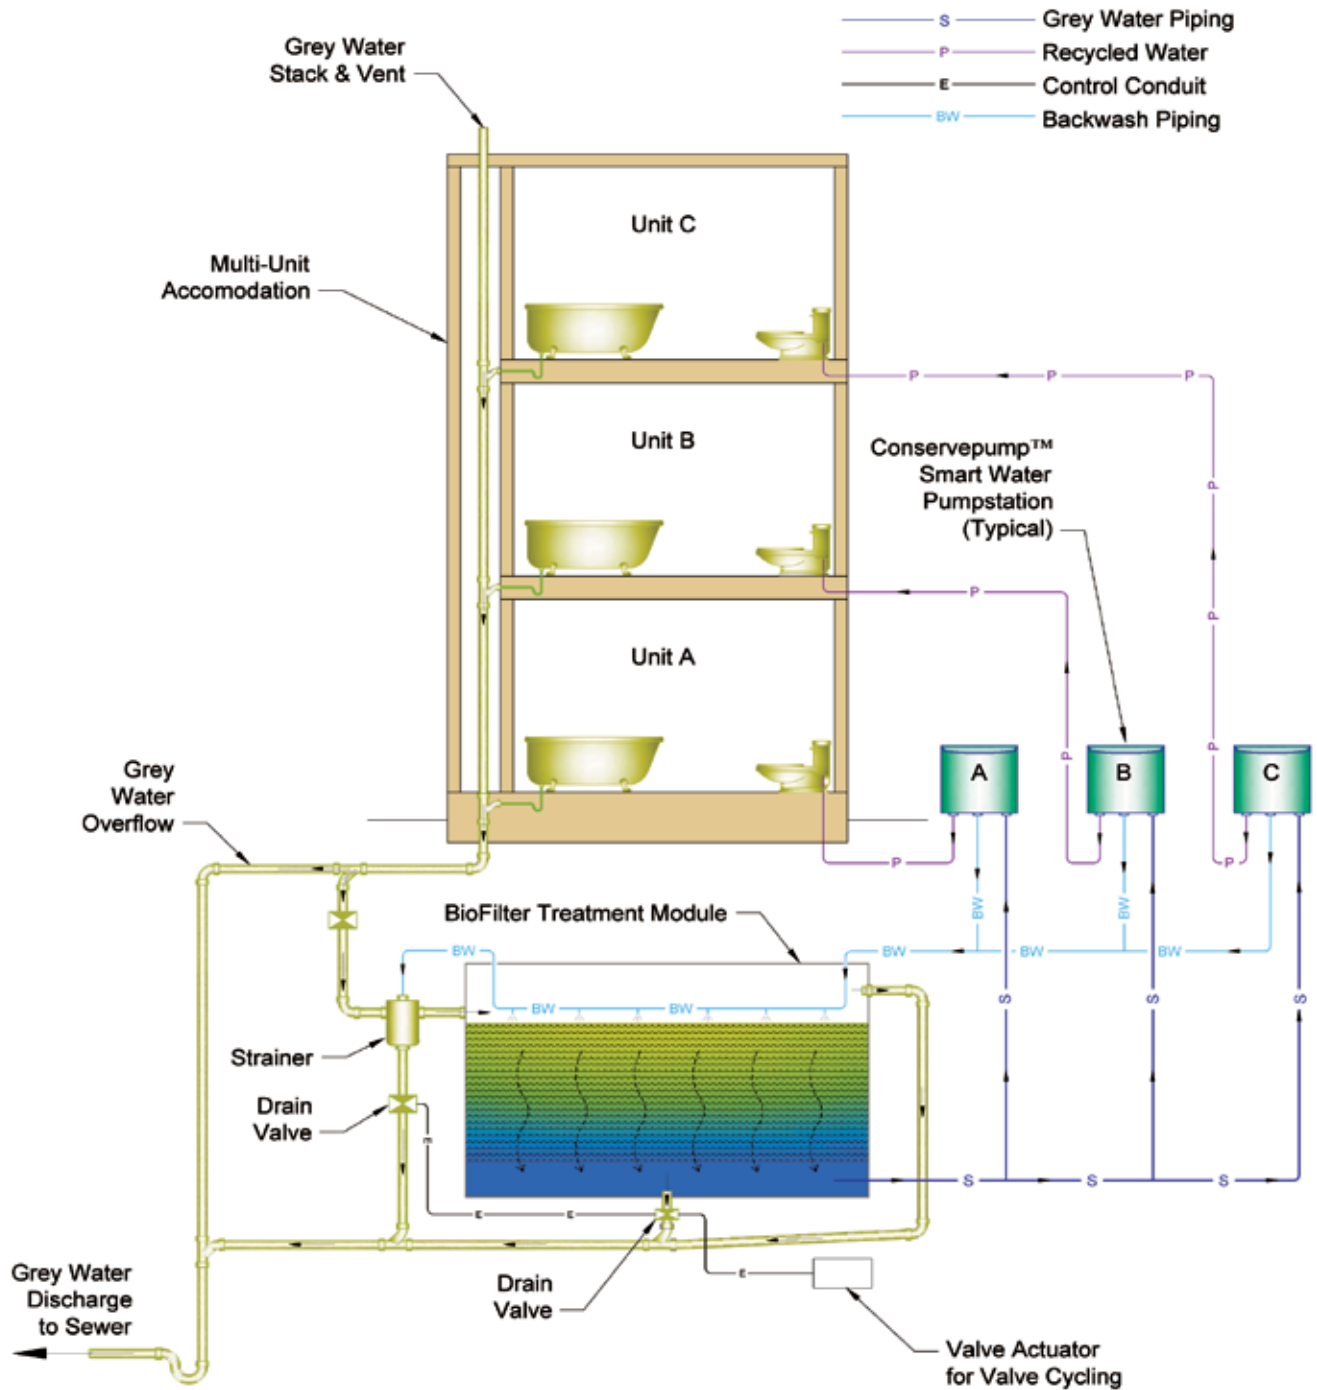 S Grey Water Piping
P Recycled Water
E Control Conduit
BW Backwash Piping
Grey Water
Stack & Vent
Multi-Unit
Accomodation
Unit C
P P P
P
P
P
P
Unit B
Conservepump™
Smart Water
Pumpstation
(Typical)
P
P
Unit A
A
B
C
P
Grey
Water
Overflow
BioFilter Treatment Module
BW
BW
BW
BW
BW
BW
BW BW
BW
S
S
S
Strainer
Drain
Valve
E
S S S
E E
E
Grey Water
Discharge
to Sewer
Drain
Valve
Valve Actuator
for Valve Cycling